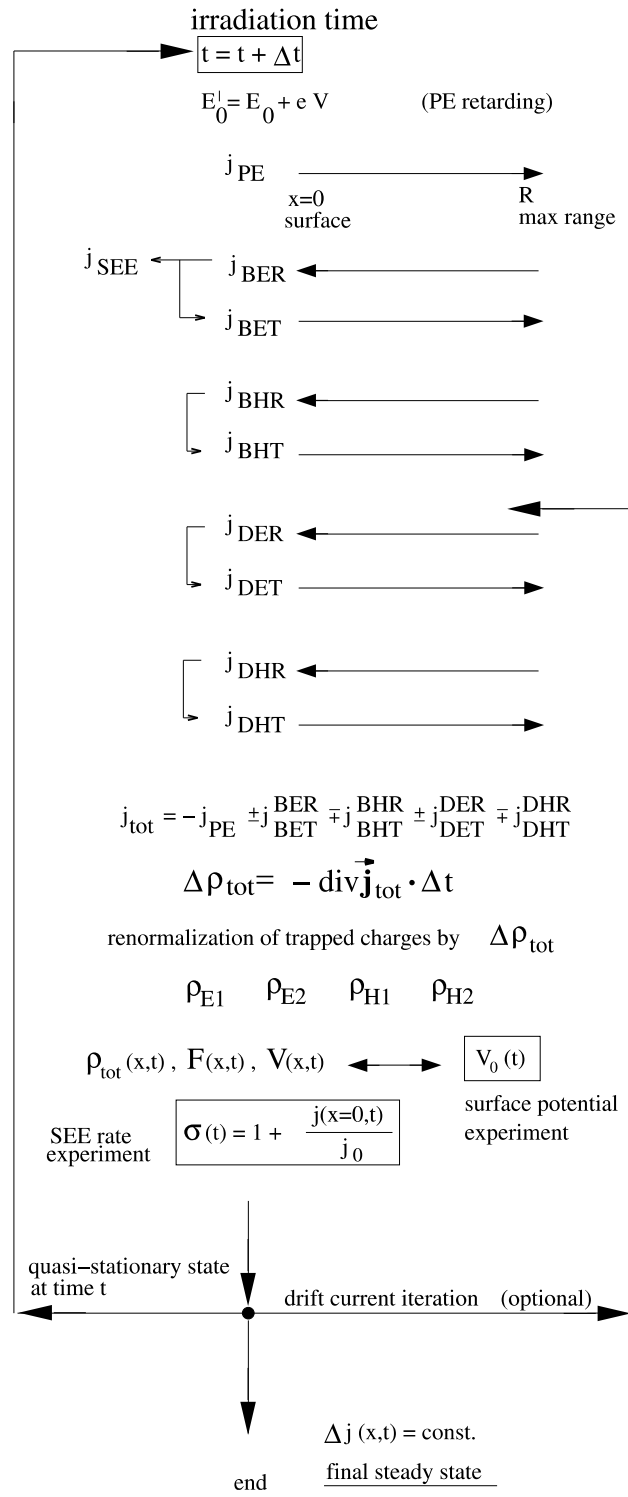 irradiation time
t = t + Δt
E₀' = E₀ + e V (PE retarding)
j PE
x=0 R
surface max range
j SEE j BER
j BET
j BHR
j BHT
j DER
j DET
j DHR
j DHT
j tot = − j PE ± j BER BET ∓ j BHR BHT ± j DER DET ∓ j DHR DHT
Δρ tot = − div j⃗ tot · Δt
renormalization of trapped charges by Δρ tot
ρ E1 ρ E2 ρ H1 ρ H2
ρ tot (x,t) , F(x,t) , V(x,t) V₀ (t)
surface potential
experiment
SEE rate
experiment
σ(t) = 1 + j(x=0,t) / j₀
quasi−stationary state
at time t
drift current iteration (optional)
Δ j (x,t) = const.
final steady state
end